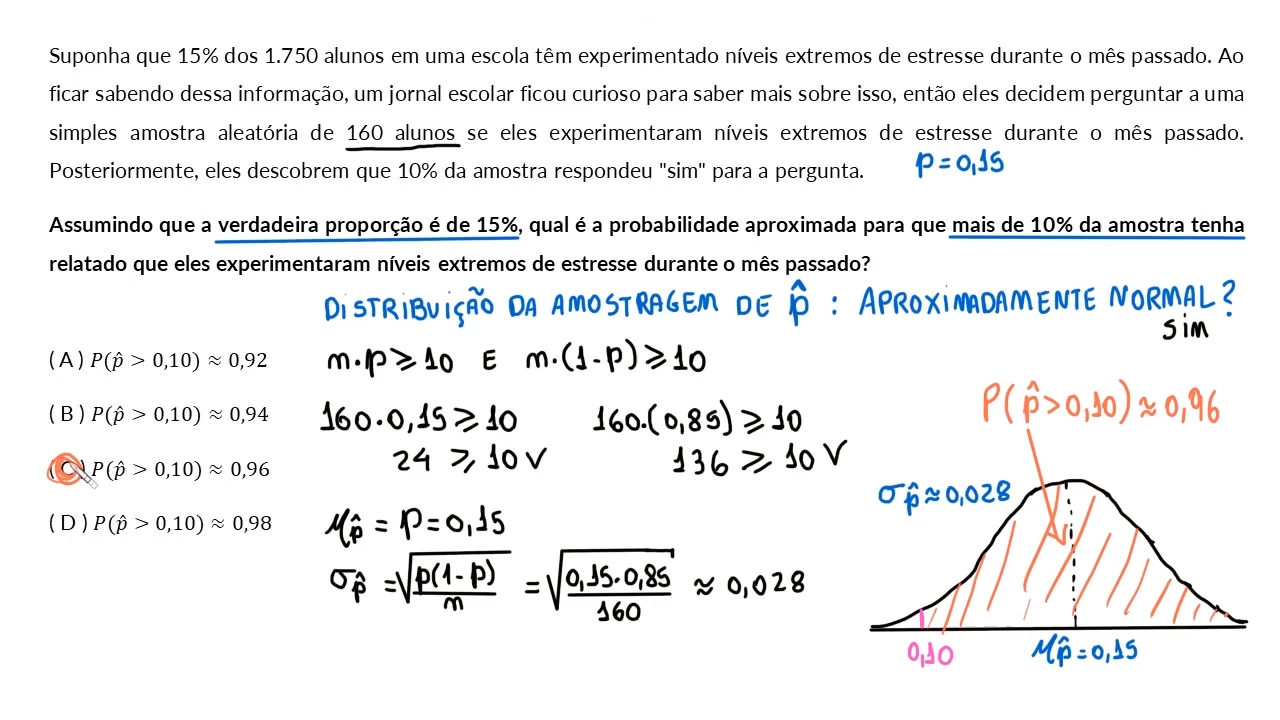 Suponha que 15% dos 1.750 alunos em uma escola têm experimentado níveis extremos de estresse durante o mês passado. Ao
ficar sabendo dessa informação, um jornal escolar ficou curioso para saber mais sobre isso, então eles decidem perguntar a uma
simples amostra aleatória de 160 alunos se eles experimentaram níveis extremos de estresse durante o mês passado.
Posteriormente, eles descobrem que 10% da amostra respondeu "sim" para a pergunta.
p = 0,15
Assumindo que a verdadeira proporção é de 15%, qual é a probabilidade aproximada para que mais de 10% da amostra tenha
relatado que eles experimentaram níveis extremos de estresse durante o mês passado?
DISTRIBUIÇÃO DA AMOSTRAGEM DE p̂ : APROXIMADAMENTE NORMAL?
SIM
( A ) P(p̂ > 0,10) ≈ 0,92
( B ) P(p̂ > 0,10) ≈ 0,94
( C ) P(p̂ > 0,10) ≈ 0,96
( D ) P(p̂ > 0,10) ≈ 0,98
m·p ≥ 10 E m·(1-p) ≥ 10
160·0,15 ≥ 10 160·(0,85) ≥ 10
24 ≥ 10 V 136 ≥ 10 V
μp̂ = p = 0,15
σp̂ = √(p(1-p)/m) = √(0,15·0,85/160) ≈ 0,028
P(p̂ > 0,10) ≈ 0,96
σp̂ ≈ 0,028
0,10 μp̂ = 0,15